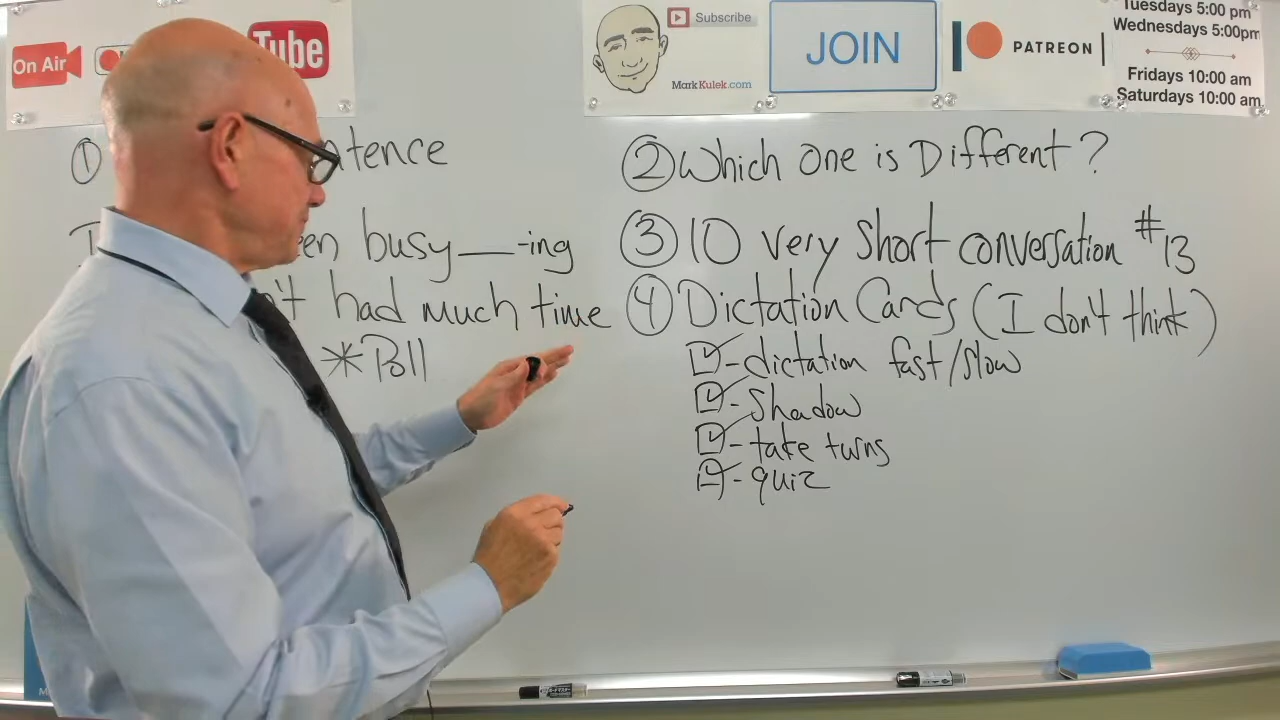 On Air
Tube
Subscribe
MarkKulek.com
JOIN
PATREON
Tuesdays 5:00 pm
Wednesdays 5:00pm
Fridays 10:00 am
Saturdays 10:00 am
① tence
een busy ___-ing
n't had much time
*Poll
② Which One is Different?
③ 10 very short conversation #13
④ Dictation Cards (I don't think)
- dictation fast/slow
- Shadow
- take turns
- quiz